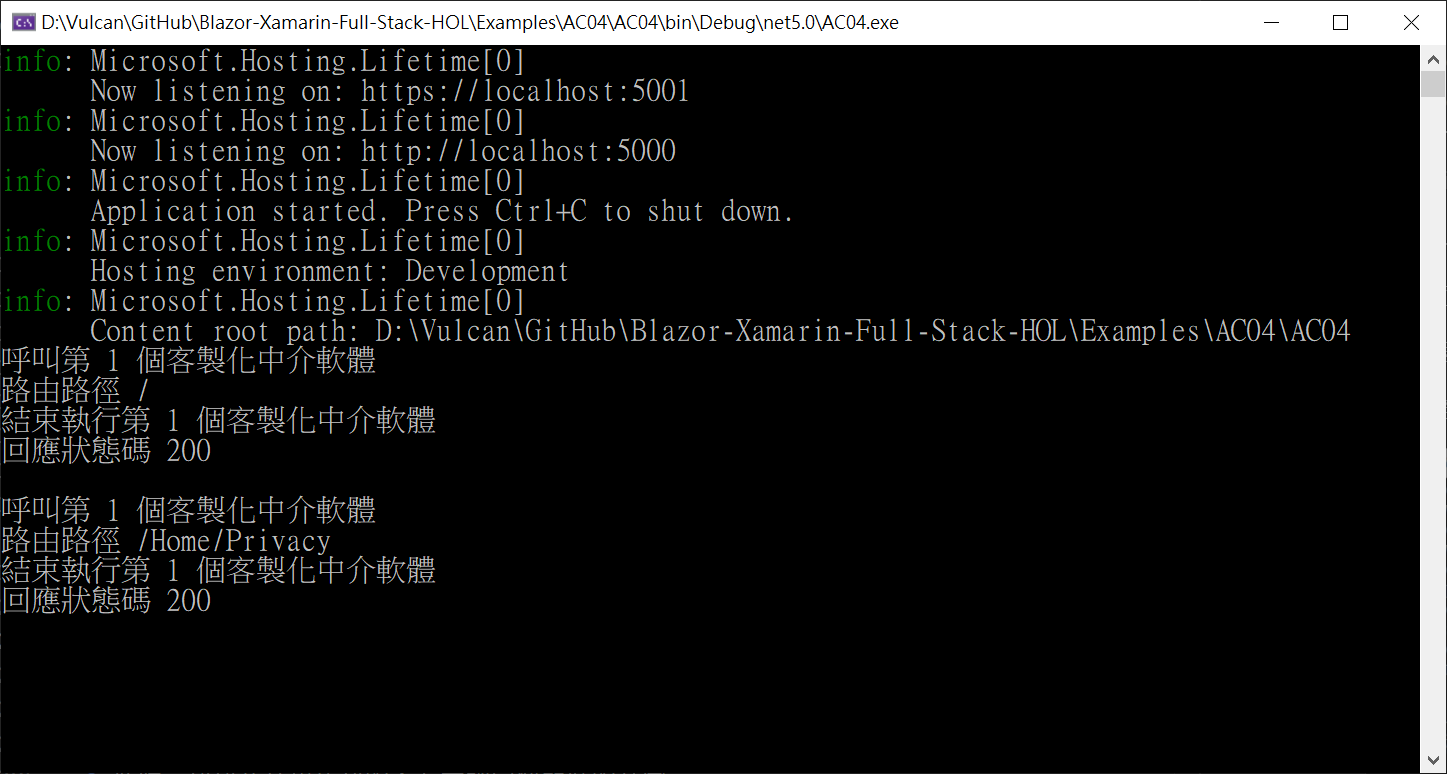 D:\Vulcan\GitHub\Blazor-Xamarin-Full-Stack-HOL\Examples\AC04\AC04\bin\Debug\net5.0\AC04.exe
info: Microsoft.Hosting.Lifetime[0]
Now listening on: https://localhost:5001
info: Microsoft.Hosting.Lifetime[0]
Now listening on: http://localhost:5000
info: Microsoft.Hosting.Lifetime[0]
Application started. Press Ctrl+C to shut down.
info: Microsoft.Hosting.Lifetime[0]
Hosting environment: Development
info: Microsoft.Hosting.Lifetime[0]
Content root path: D:\Vulcan\GitHub\Blazor-Xamarin-Full-Stack-HOL\Examples\AC04\AC04
呼叫第 1 個客製化中介軟體
路由路徑 /
結束執行第 1 個客製化中介軟體
回應狀態碼 200
呼叫第 1 個客製化中介軟體
路由路徑 /Home/Privacy
結束執行第 1 個客製化中介軟體
回應狀態碼 200